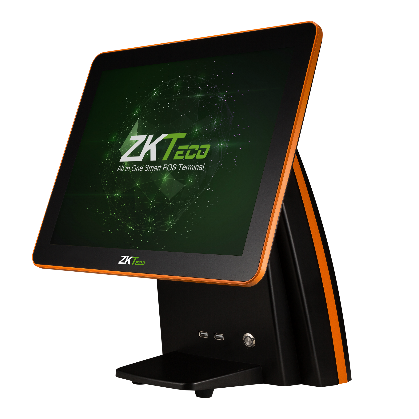 ZKTeco
All in One Smart POS Terminal
ZKTeco